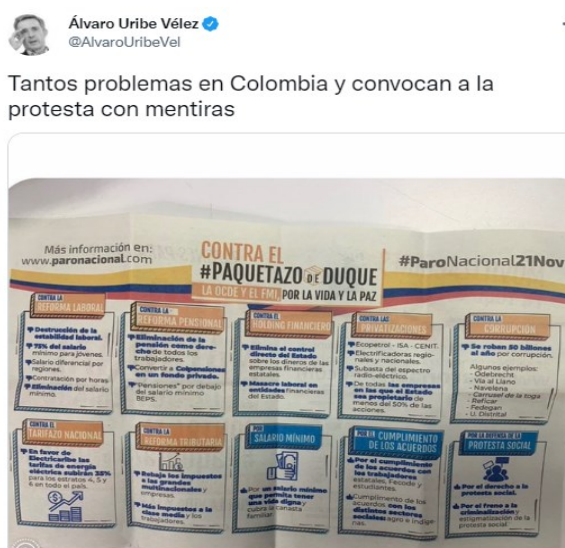 Álvaro Uribe Vélez
@AlvaroUribeVel
Tantos problemas en Colombia y convocan a la
protesta con mentiras
Más información en:
www.paronacional.com
CONTRA EL
#PAQUETAZO DE DUQUE
LA OCDE Y EL FMI, POR LA VIDA Y LA PAZ
#ParoNacional21Nov
CONTRA LA
REFORMA LABORAL
Destrucción de la
estabilidad laboral.
75% del salario
mínimo para jóvenes.
Salario diferencial por
regiones.
Contratación por horas
Eliminación del salario
mínimo.
CONTRA LA
REFORMA PENSIONAL
Eliminación de la
pensión como dere-
cho de todos los
trabajadores.
Convertir a Colpensiones
en un fondo privado.
"Pensiones" por debajo
del salario mínimo
BEPS.
CONTRA EL
HOLDING FINANCIERO
Elimina el control
directo del Estado
sobre los dineros de las
empresas financieras
estatales.
Masacre laboral en
entidades financieras
del Estado.
CONTRA LAS
PRIVATIZACIONES
Ecopetrol - ISA - CENIT.
Electrificadoras regio-
nales y nacionales.
Subasta del espectro
radio-eléctrico.
De todas las empresas
en las que el Estado
sea propietario de
menos del 50% de las
acciones.
CONTRA LA
CORRUPCIÓN
Se roban 50 billones
al año por corrupción.
Algunos ejemplos:
- Odebrecht
- Vía al Llano
- Navelena
- Carrusel de la toga
- Reficar
- Fedegan
- U. Distrital
CONTRA EL
TARIFAZO NACIONAL
En favor de
Electricaribe las
tarifas de energía
eléctrica subirán 35%
para los estratos 4, 5 y
6 en todo el país.
CONTRA LA
REFORMA TRIBUTARIA
Rebaja los impuestos
a las grandes
multinacionales y
empresas.
Más impuestos a la
clase media y los
trabajadores.
POR
SALARIO MÍNIMO
Por un salario mínimo
que permita tener
una vida digna y
cubra la canasta
familiar.
POR EL CUMPLIMIENTO
DE LOS ACUERDOS
Por el cumplimiento
de los acuerdos con
los trabajadores
estatales, Fecode y
estudiantes.
Cumplimiento de los
acuerdos con los
distintos sectores
sociales: agro e indíge-
nas.
POR LA DEFENSA DE LA
PROTESTA SOCIAL
Por el derecho a la
protesta social.
Por el freno a la
criminalización y
estigmatización de la
protesta social.